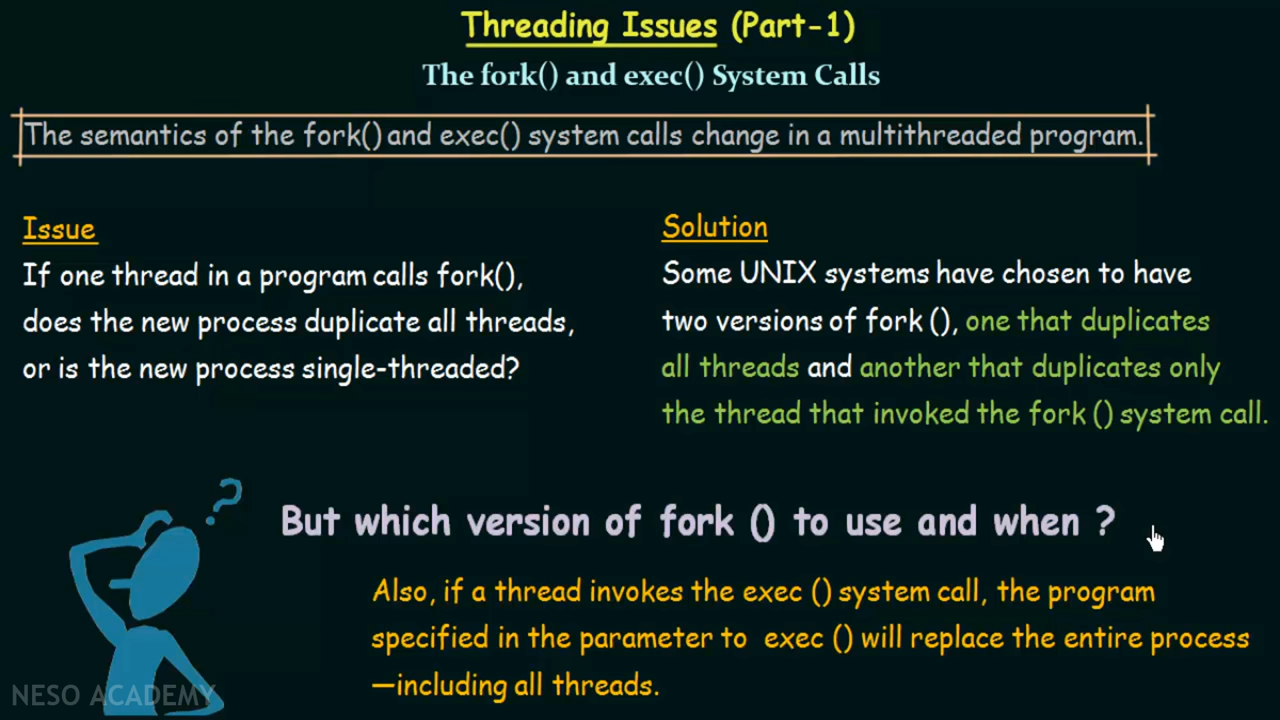 Threading Issues (Part-1)
The fork() and exec() System Calls
The semantics of the fork() and exec() system calls change in a multithreaded program.
Issue
If one thread in a program calls fork(),
does the new process duplicate all threads,
or is the new process single-threaded?
Solution
Some UNIX systems have chosen to have
two versions of fork (), one that duplicates
all threads and another that duplicates only
the thread that invoked the fork () system call.
?
But which version of fork () to use and when ?
Also, if a thread invokes the exec () system call, the program
specified in the parameter to exec () will replace the entire process
—including all threads.
NESO ACADEMY